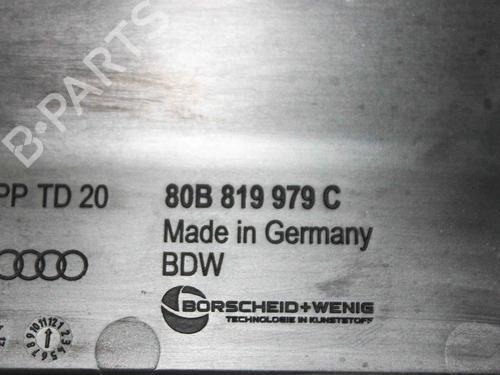 B-PARTS
PP TD 20
80B 819 979 C
Made in Germany
BDW
BORSCHEID+WENIG
TECHNOLOGIE IN KUNSTSTOFF